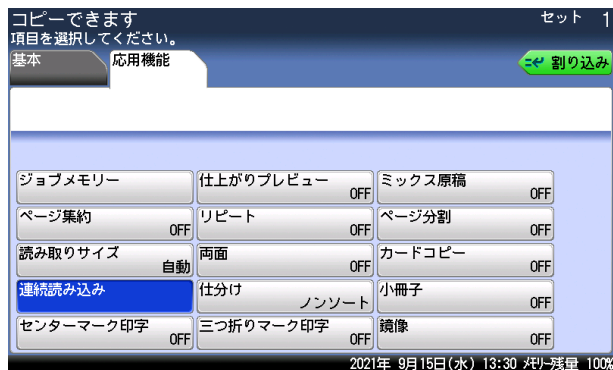 コピーできます
セット 1
項目を選択してください。
基本
応用機能
割り込み
ジョブメモリー
仕上がりプレビュー OFF
ミックス原稿 OFF
ページ集約 OFF
リピート OFF
ページ分割 OFF
読み取りサイズ 自動
両面 OFF
カードコピー OFF
連続読み込み
仕分け ノンソート
小冊子 OFF
センターマーク印字 OFF
三つ折りマーク印字 OFF
鏡像 OFF
2021年 9月15日(水) 13:30 メモリー残量 100%